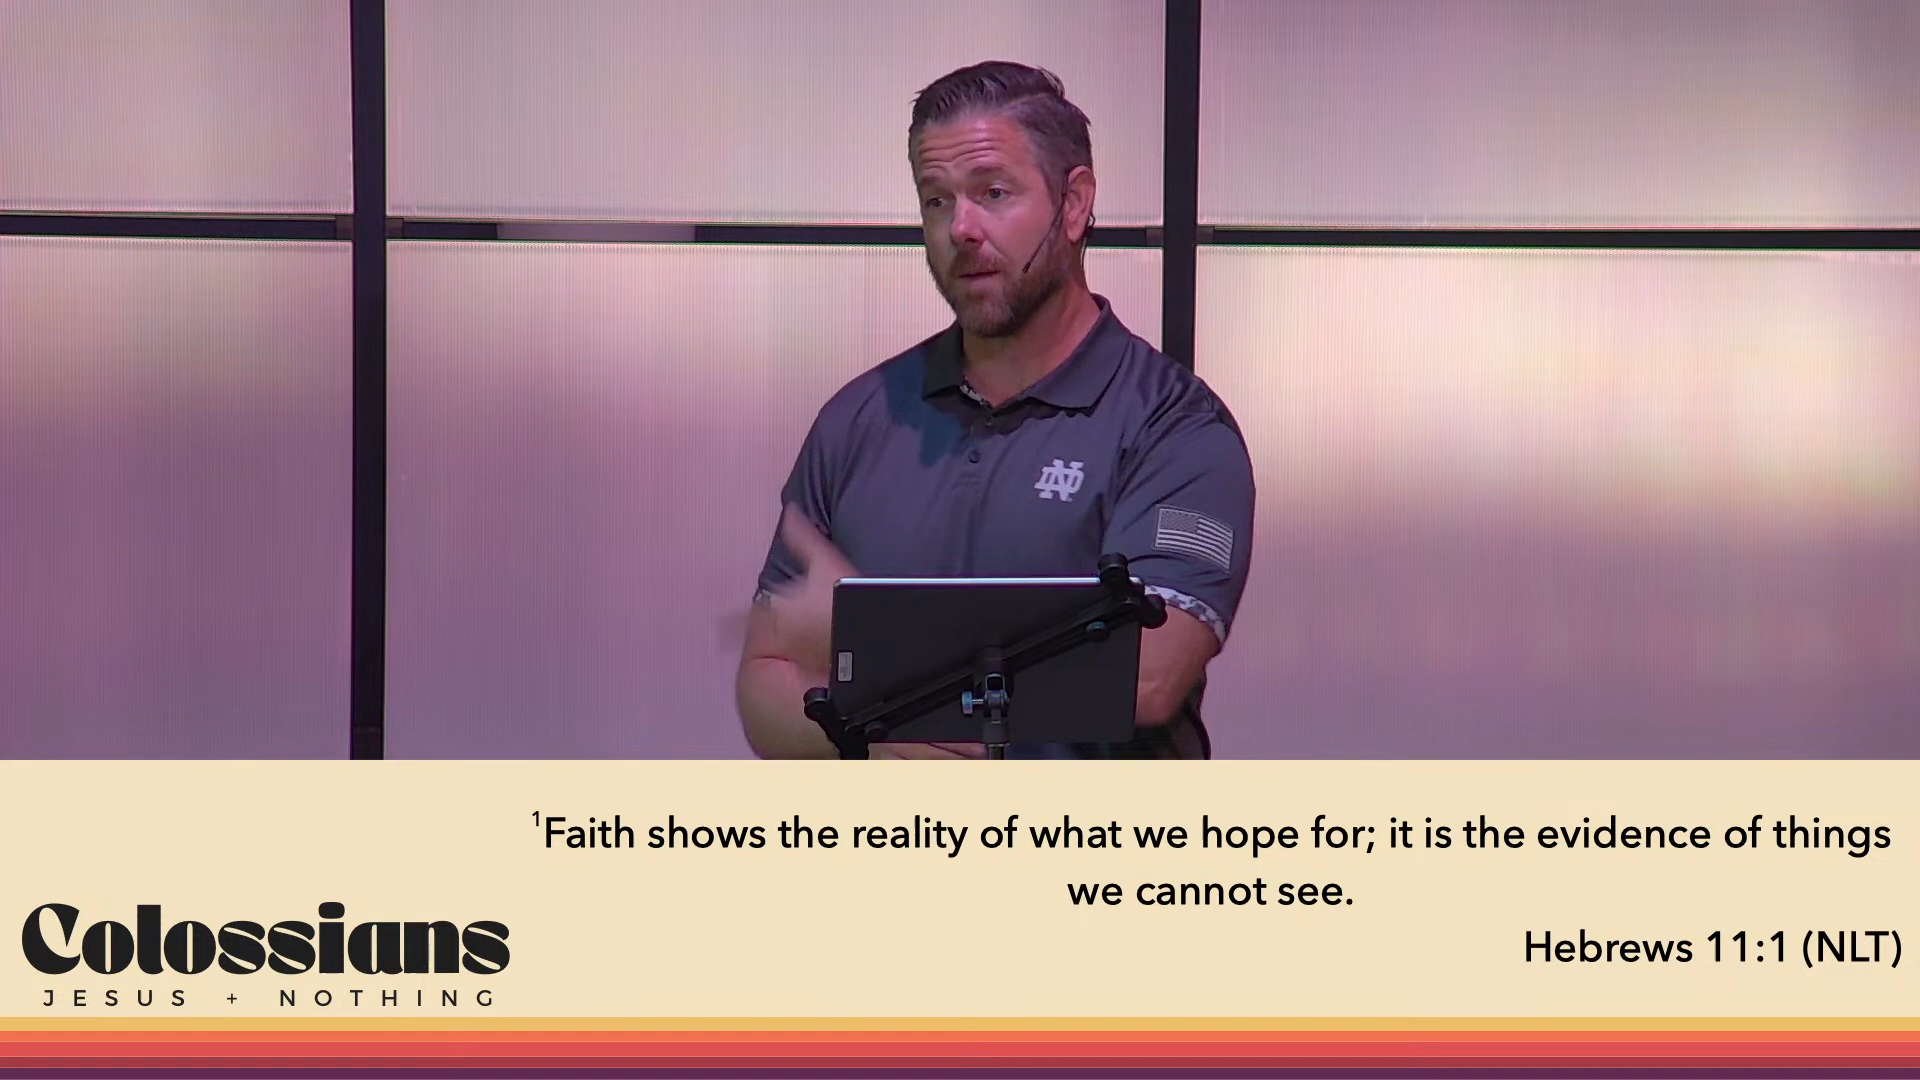 ND
¹Faith shows the reality of what we hope for; it is the evidence of things
we cannot see.
Hebrews 11:1 (NLT)
Colossians
JESUS + NOTHING